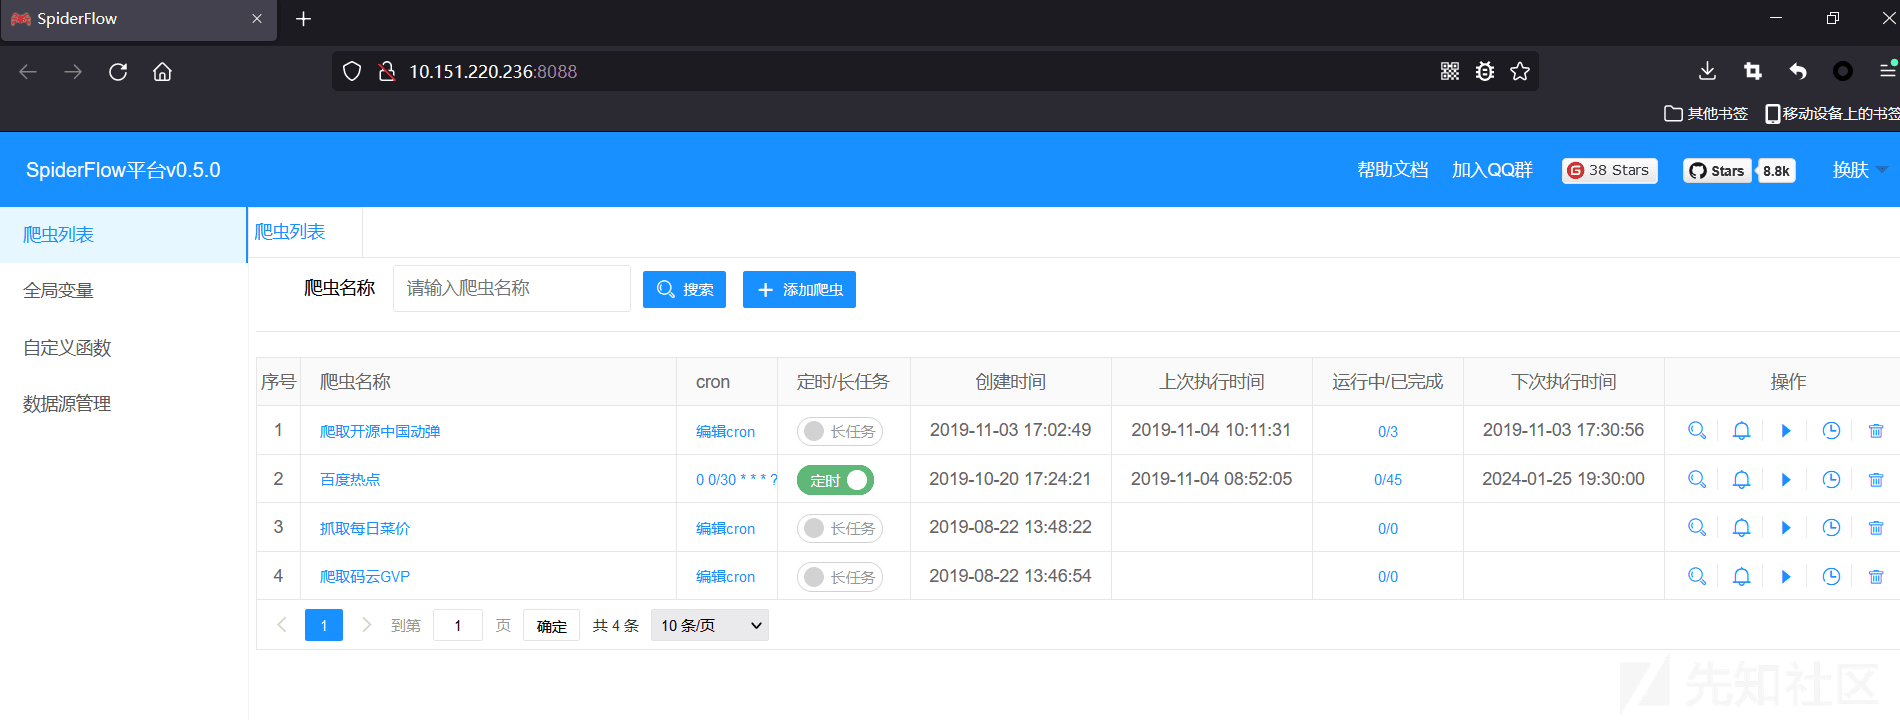 SpiderFlow
10.151.220.236:8088
其他书签 移动设备上的书签
SpiderFlow平台v0.5.0 帮助文档 加入QQ群 38 Stars Stars 8.8k 换肤
爬虫列表
全局变量
自定义函数
数据源管理
爬虫列表
爬虫名称 请输入爬虫名称 搜索 添加爬虫
序号 爬虫名称 cron 定时/长任务 创建时间 上次执行时间 运行中/已完成 下次执行时间 操作
1 爬取开源中国动弹 编辑cron 长任务 2019-11-03 17:02:49 2019-11-04 10:11:31 0/3 2019-11-03 17:30:56
2 百度热点 0 0/30 * * * ? 定时 2019-10-20 17:24:21 2019-11-04 08:52:05 0/45 2024-01-25 19:30:00
3 抓取每日菜价 编辑cron 长任务 2019-08-22 13:48:22 0/0
4 爬取码云GVP 编辑cron 长任务 2019-08-22 13:46:54 0/0
1 到第 1 页 确定 共 4 条 10 条/页
先知社区